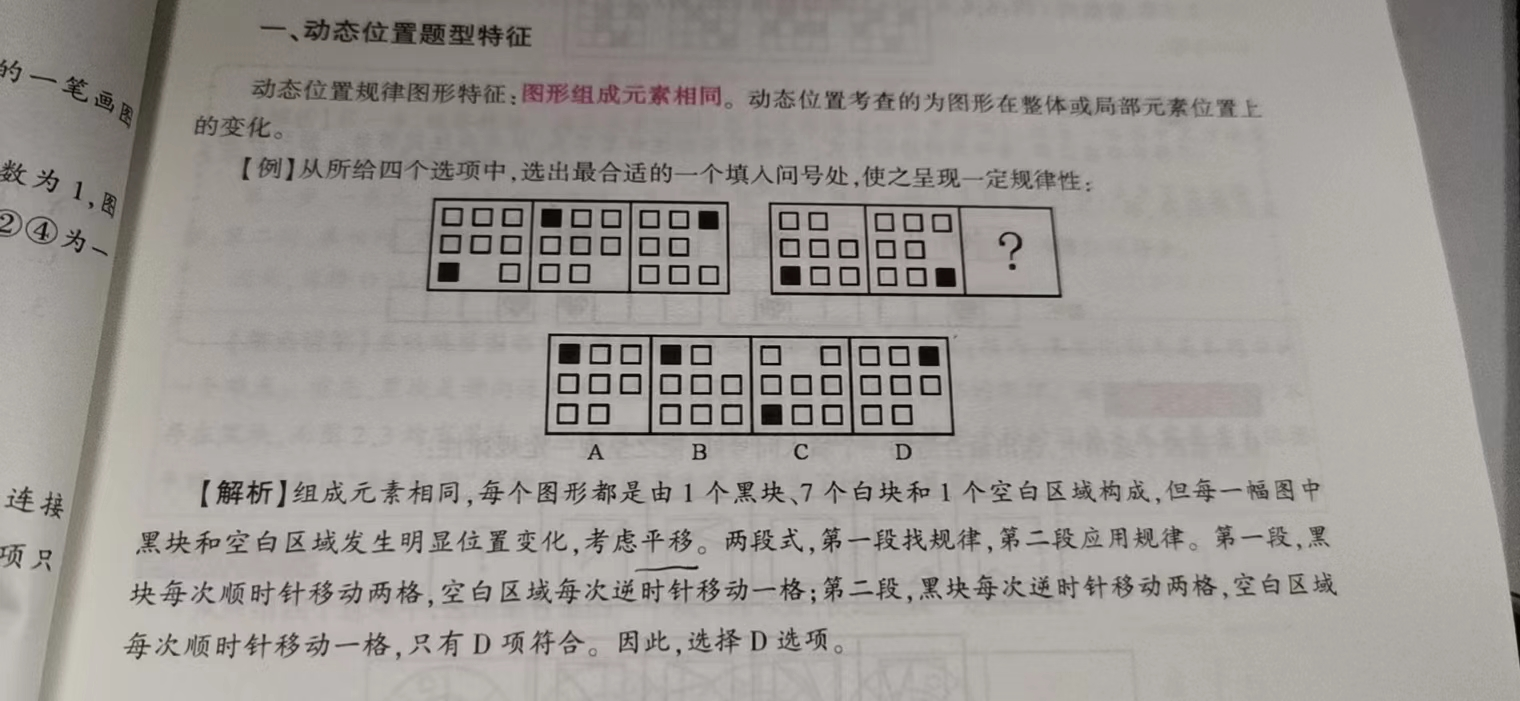 一、动态位置题型特征
的一笔画图
动态位置规律图形特征:图形组成元素相同。动态位置考查的为图形在整体或局部元素位置上
的变化。
数为1,图
【例】从所给四个选项中,选出最合适的一个填入问号处,使之呈现一定规律性:
②④为一
?
A B C D
连接
【解析】组成元素相同,每个图形都是由1个黑块、7个白块和1个空白区域构成,但每一幅图中
项只
黑块和空白区域发生明显位置变化,考虑平移。两段式,第一段找规律,第二段应用规律。第一段,黑
块每次顺时针移动两格,空白区域每次逆时针移动一格;第二段,黑块每次逆时针移动两格,空白区域
每次顺时针移动一格,只有D项符合。因此,选择D选项。